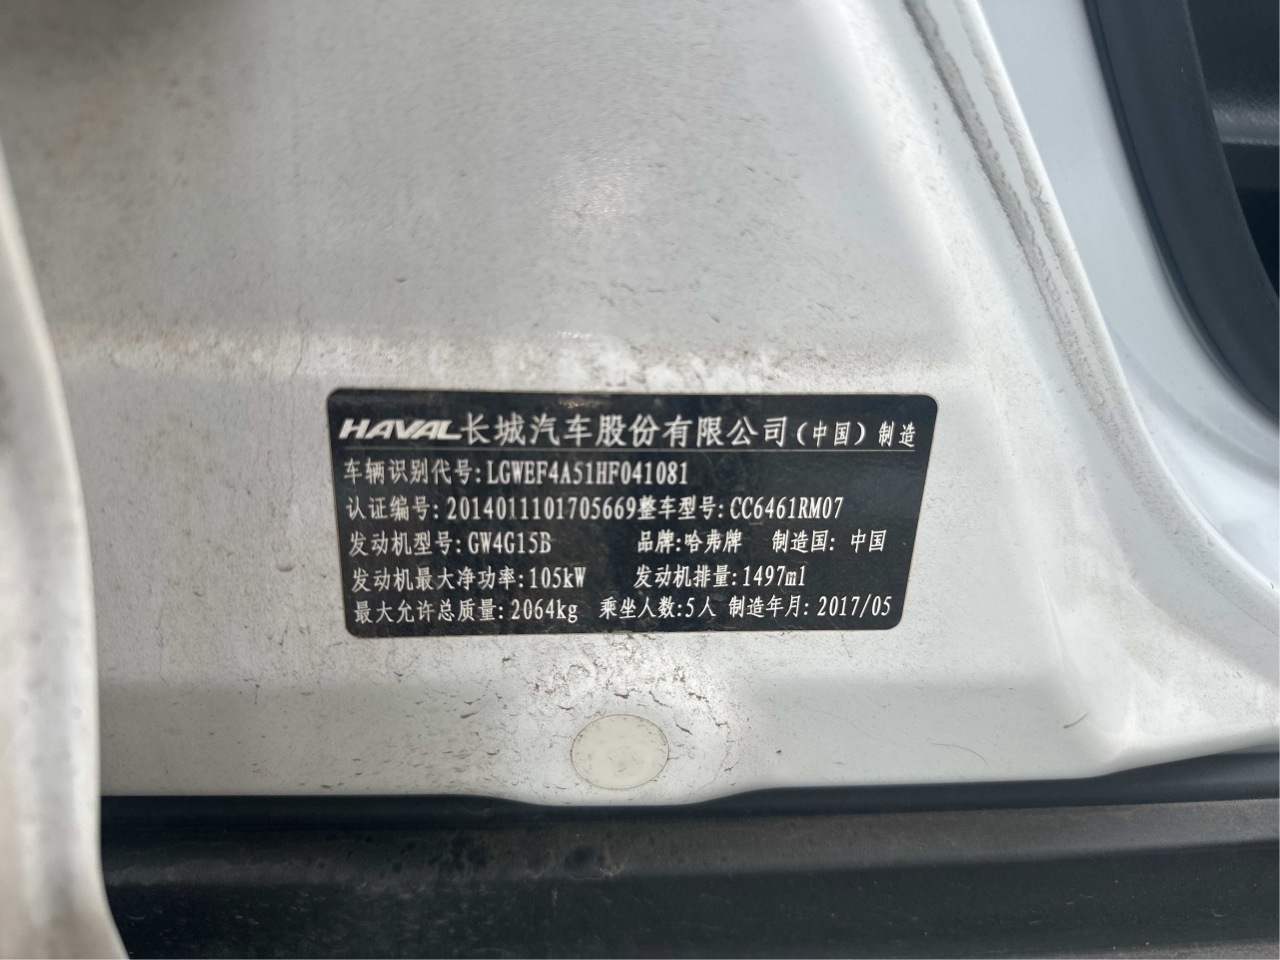 HAVAL长城汽车股份有限公司（中国）制造
车辆识别代号:LGWEF4A51HF041081
认证编号:2014011101705669整车型号:CC6461RM07
发动机型号:GW4G15B 品牌:哈弗牌 制造国: 中国
发动机最大净功率:105kW 发动机排量:1497ml
最大允许总质量:2064kg 乘坐人数:5人 制造年月: 2017/05